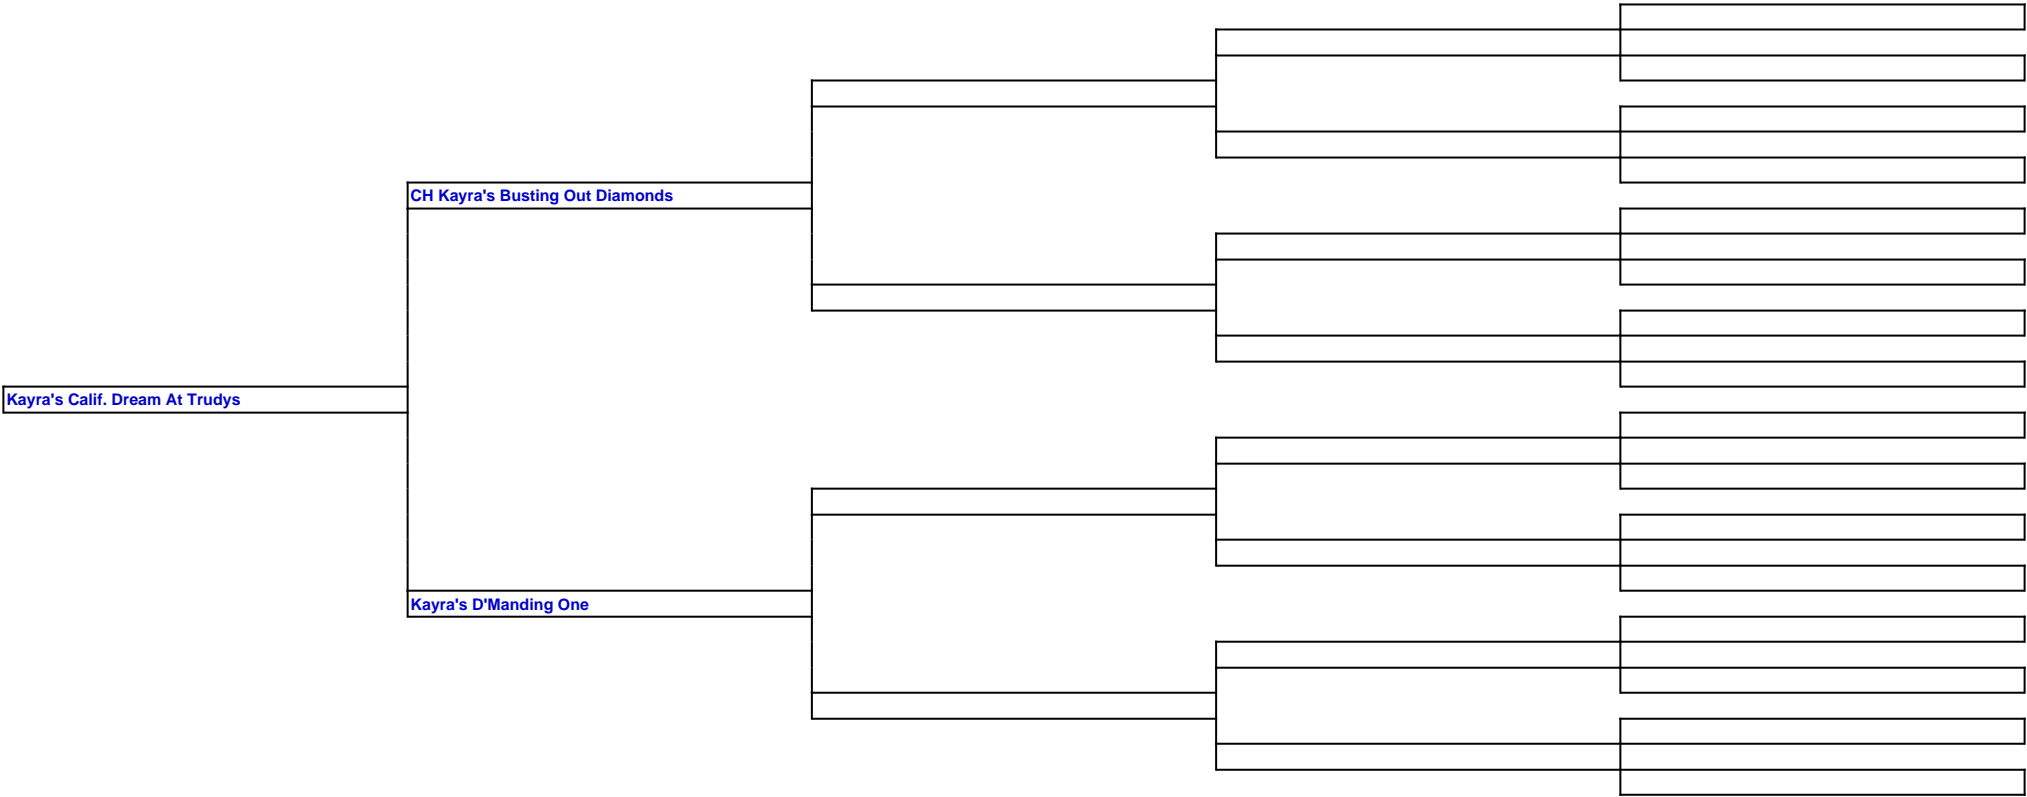 CH Kayra's Busting Out Diamonds
Kayra's Calif. Dream At Trudys
Kayra's D'Manding One